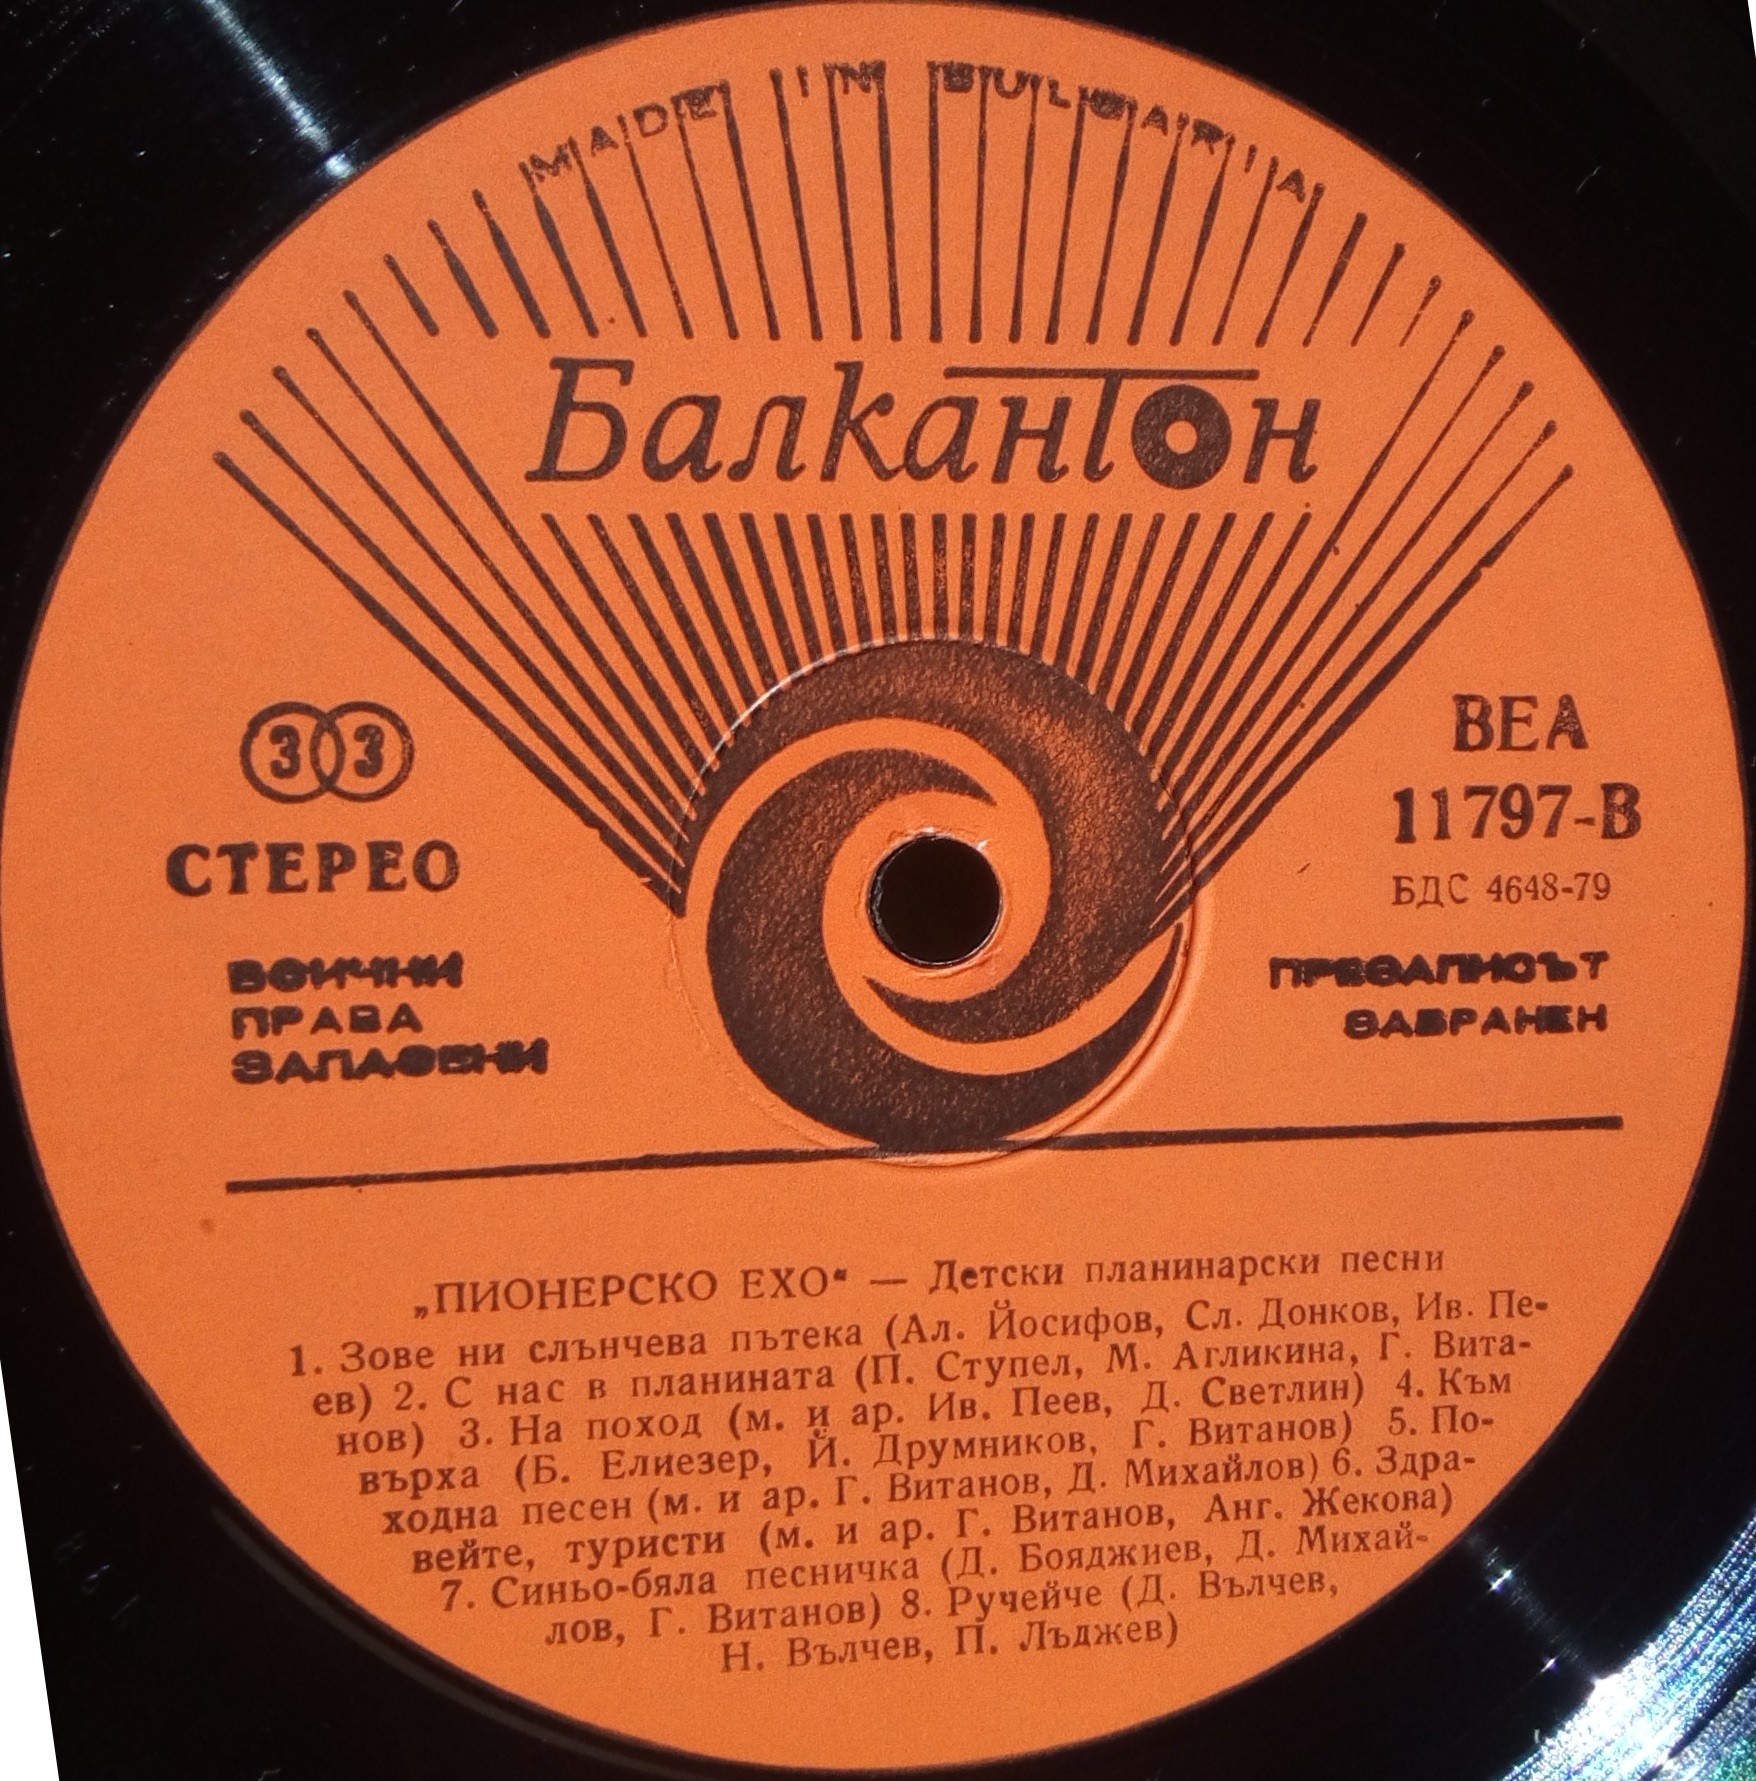 MADE IN BULGARIA
Балкантон
33
СТЕРЕО
ВСИЧКИ
ПРАВА
ЗАПАЗЕНИ
ВЕА
11797-В
БДС 4648-79
ПРЕЗАПИСЪТ
ЗАБРАНЕН
„ПИОНЕРСКО ЕХО“ — Детски планинарски песни
1. Зове ни слънчева пътека (Ал. Йосифов, Сл. Донков, Ив. Пе-
ев) 2. С нас в планината (П. Ступел, М. Агликина, Г. Вита-
нов) 3. На поход (м. и ар. Ив. Пеев, Д. Светлин) 4. Към
върха (Б. Елиезер, Й. Друмников, Г. Витанов) 5. По-
ходна песен (м. и ар. Г. Витанов, Д. Михайлов) 6. Здра-
вейте, туристи (м. и ар. Г. Витанов, Анг. Жекова)
7. Синьо-бяла песничка (Д. Бояджиев, Д. Михай-
лов, Г. Витанов) 8. Ручейче (Д. Вълчев,
Н. Вълчев, П. Лъджев)